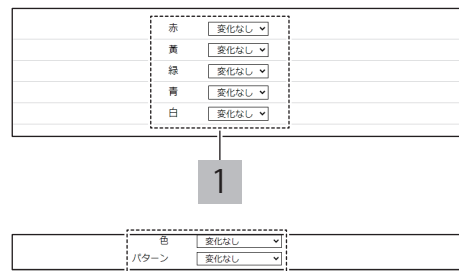 赤 変化なし
黄 変化なし
緑 変化なし
青 変化なし
白 変化なし
1
色 変化なし
パターン 変化なし